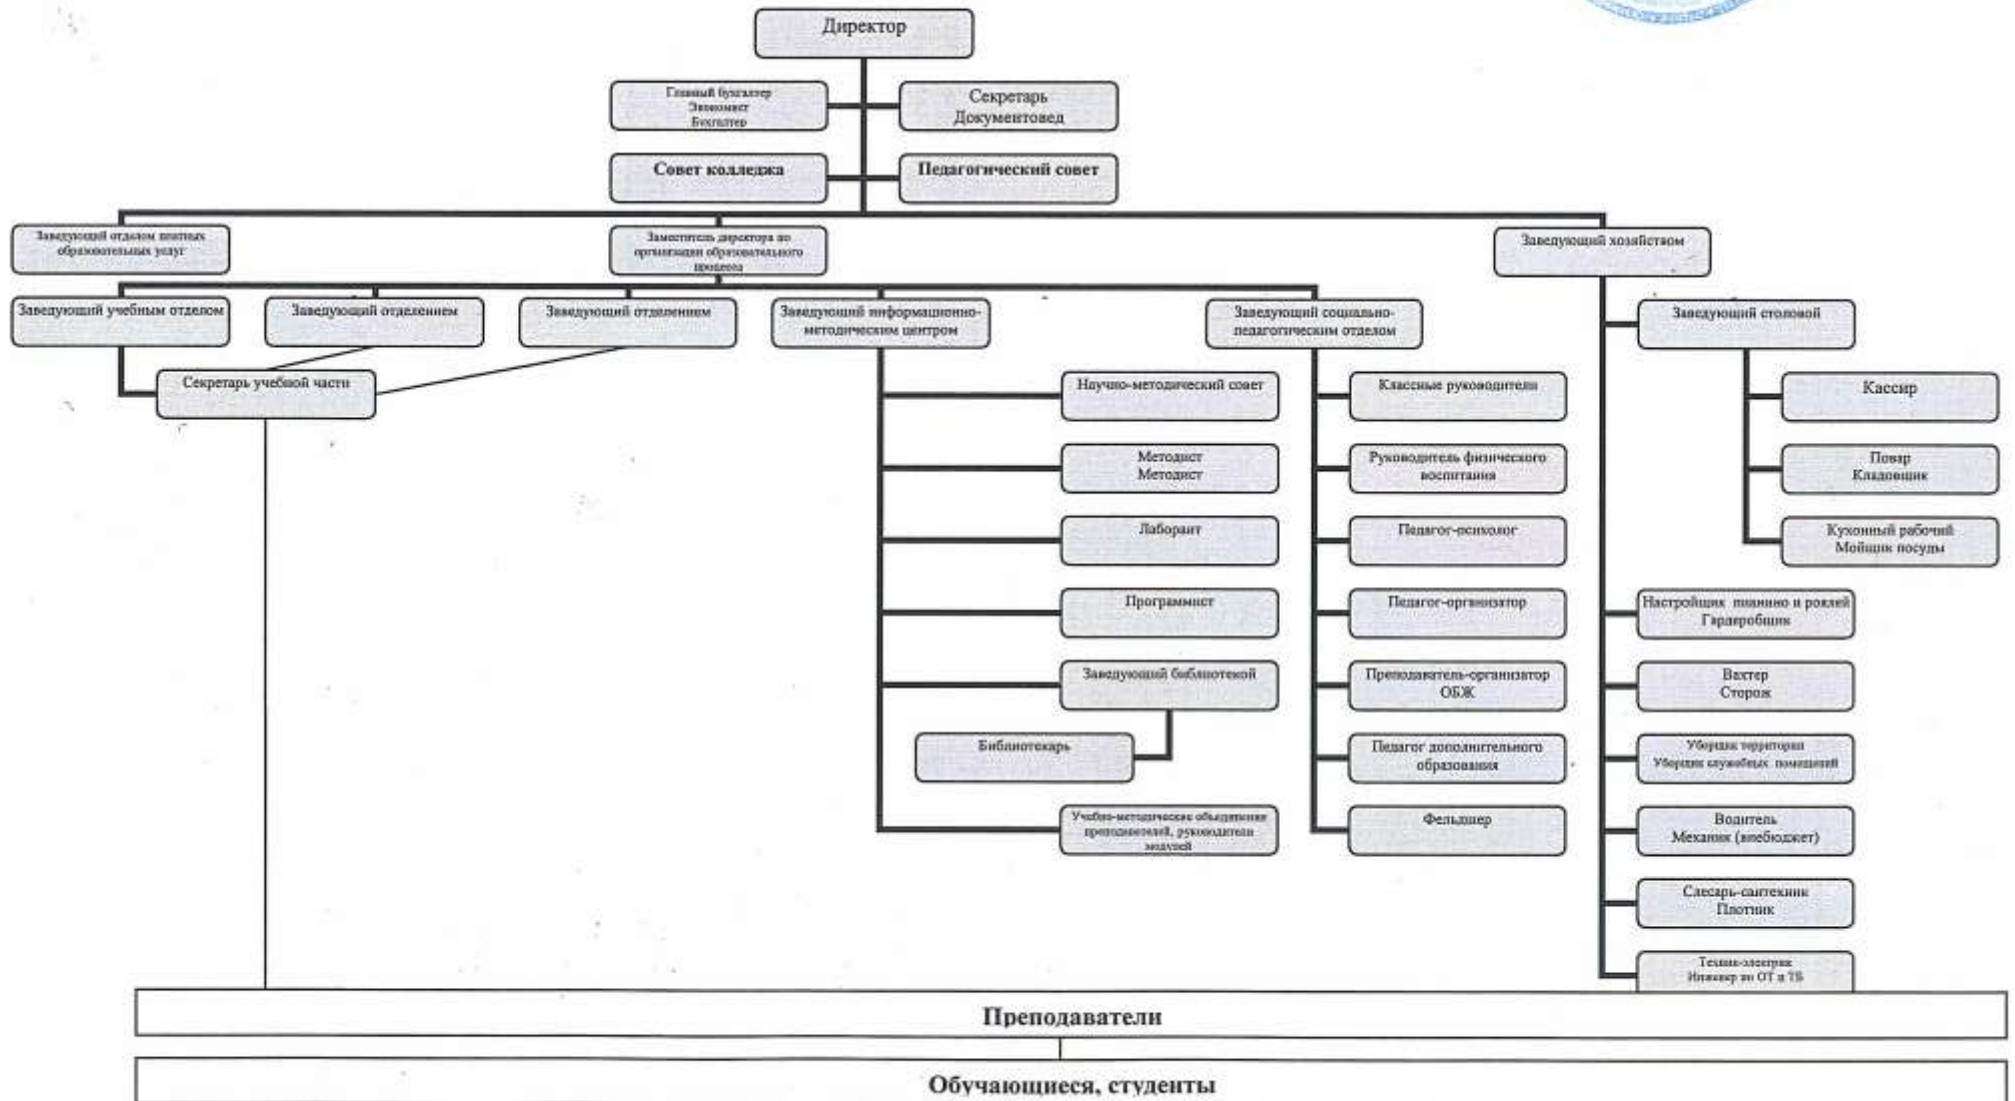 Директор
Главный бухгалтер
Экономист
Бухгалтер
Секретарь
Документовед
Совет колледжа
Педагогический совет
Заведующий отделом платных
образовательных услуг
Заместитель директора по
организации образовательного
процесса
Заведующий хозяйством
Заведующий учебным отделом
Заведующий отделением
Заведующий отделением
Заведующий информационно-
методическим центром
Заведующий социально-
педагогическим отделом
Заведующий столовой
Секретарь учебной части
Научно-методический совет
Классные руководители
Кассир
Методист
Методист
Руководитель физического
воспитания
Повар
Кладовщик
Лаборант
Педагог-психолог
Кухонный рабочий
Мойщик посуды
Программист
Педагог-организатор
Настройщик пианино и роялей
Гардеробщик
Заведующий библиотекой
Преподаватель-организатор
ОБЖ
Вахтер
Сторож
Библиотекарь
Педагог дополнительного
образования
Уборщик территории
Уборщик служебных помещений
Учебно-методические объединения
преподавателей, руководители
модулей
Фельдшер
Водитель
Механик (внебюджет)
Слесарь-сантехник
Плотник
Техник-электрик
Инженер по ОТ и ТБ
Преподаватели
Обучающиеся, студенты